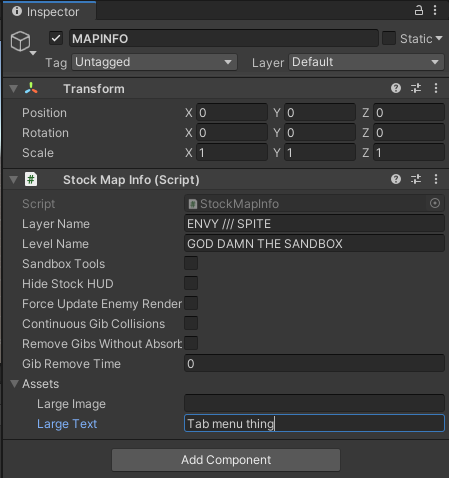 Inspector
MAPINFO Static
Tag Untagged Layer Default
Transform
Position X 0 Y 0 Z 0
Rotation X 0 Y 0 Z 0
Scale X 1 Y 1 Z 1
# Stock Map Info (Script)
Script # StockMapInfo
Layer Name ENVY /// SPITE
Level Name GOD DAMN THE SANDBOX
Sandbox Tools
Hide Stock HUD
Force Update Enemy Render
Continuous Gib Collisions
Remove Gibs Without Absorb
Gib Remove Time 0
Assets
Large Image
Large Text Tab menu thing
Add Component